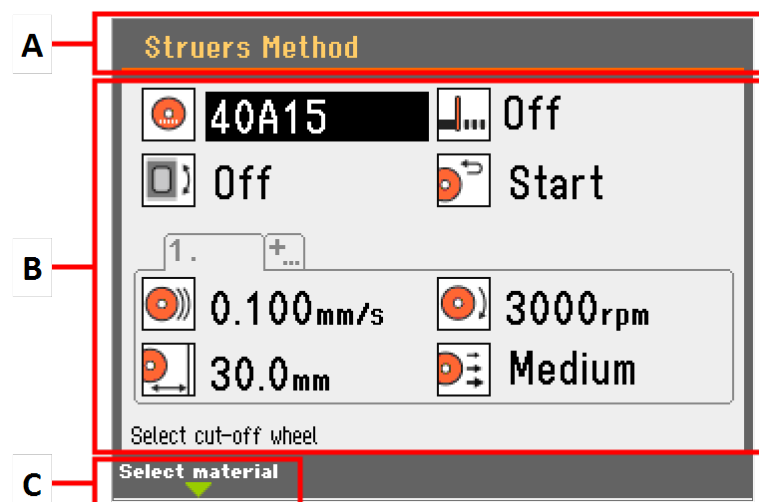 A
Struers Method
40A15 Off
Off Start
B
1. +...
0.100mm/s 3000rpm
30.0mm Medium
Select cut-off wheel
C
Select material